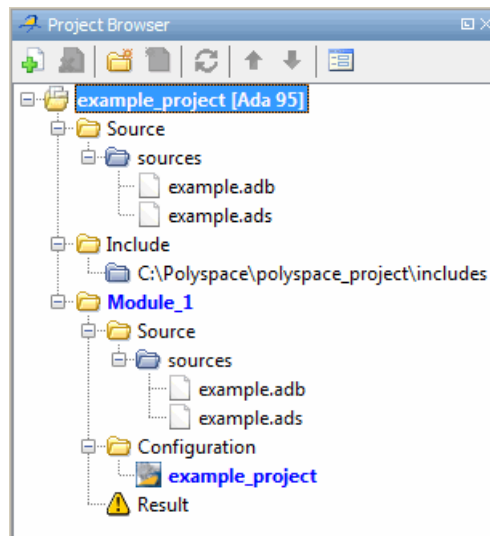 Project Browser
example_project [Ada 95]
Source
sources
example.adb
example.ads
Include
C:\Polyspace\polyspace_project\includes
Module_1
Source
sources
example.adb
example.ads
Configuration
example_project
Result